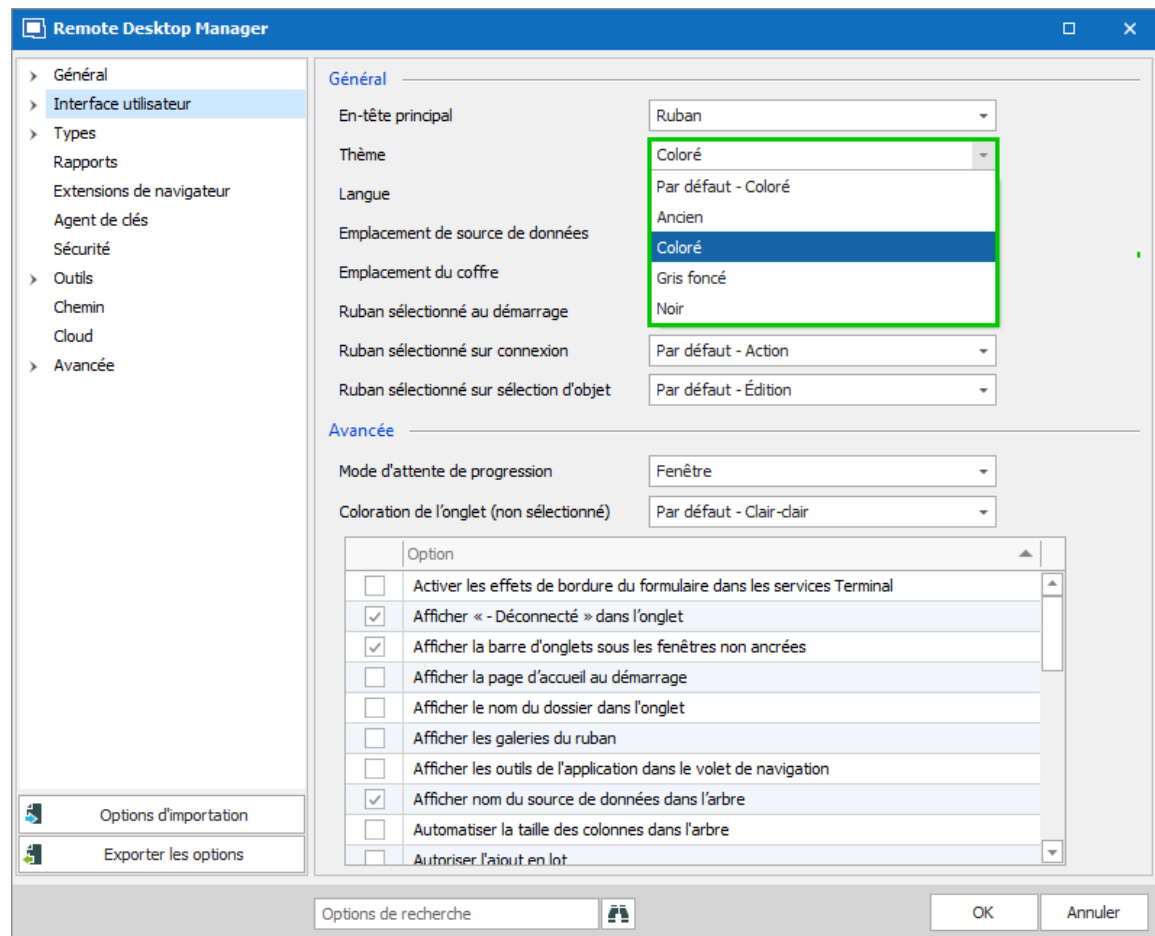 Remote Desktop Manager
Général
Interface utilisateur
Types
Rapports
Extensions de navigateur
Agent de clés
Sécurité
Outils
Chemin
Cloud
Avancée
Options d'importation
Exporter les options
Général
En-tête principal Ruban
Thème Coloré
Par défaut - Coloré
Ancien
Coloré
Gris foncé
Noir
Langue
Emplacement de source de données
Emplacement du coffre
Ruban sélectionné au démarrage
Ruban sélectionné sur connexion Par défaut - Action
Ruban sélectionné sur sélection d'objet Par défaut - Édition
Avancée
Mode d'attente de progression Fenêtre
Coloration de l’onglet (non sélectionné) Par défaut - Clair-clair
Option
Activer les effets de bordure du formulaire dans les services Terminal
Afficher « - Déconnecté » dans l’onglet
Afficher la barre d'onglets sous les fenêtres non ancrées
Afficher la page d’accueil au démarrage
Afficher le nom du dossier dans l'onglet
Afficher les galeries du ruban
Afficher les outils de l'application dans le volet de navigation
Afficher nom du source de données dans l’arbre
Automatiser la taille des colonnes dans l'arbre
Autoriser l'ajout en lot
Options de recherche
OK
Annuler